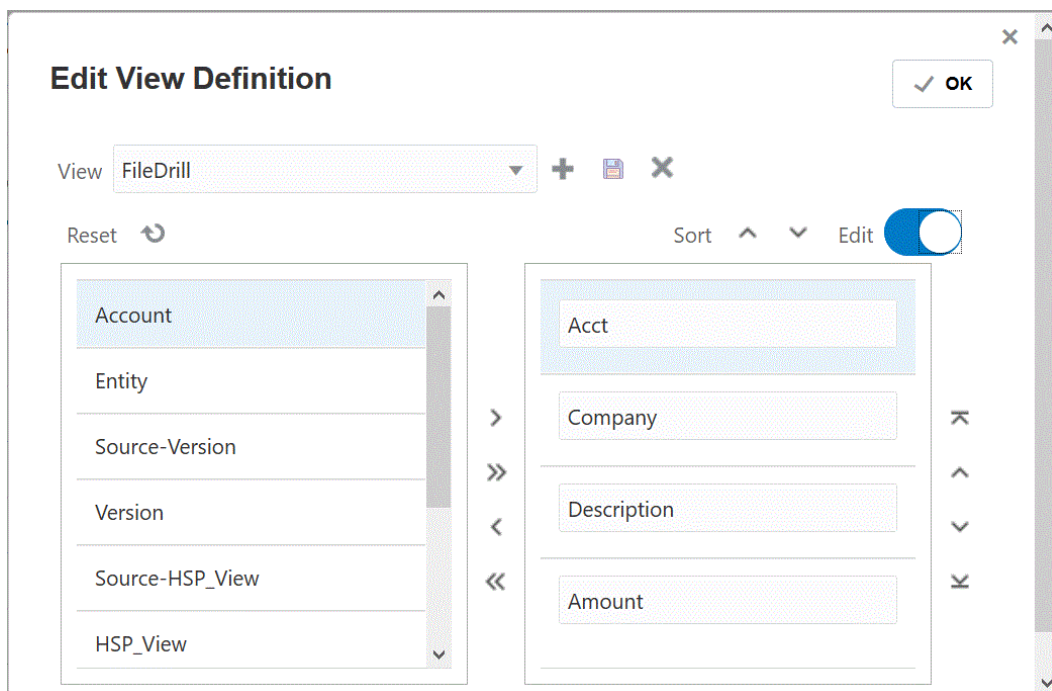 Edit View Definition
OK
View FileDrill
Reset Sort Edit
Account
Entity
Source-Version
Version
Source-HSP_View
HSP_View
Acct
Company
Description
Amount